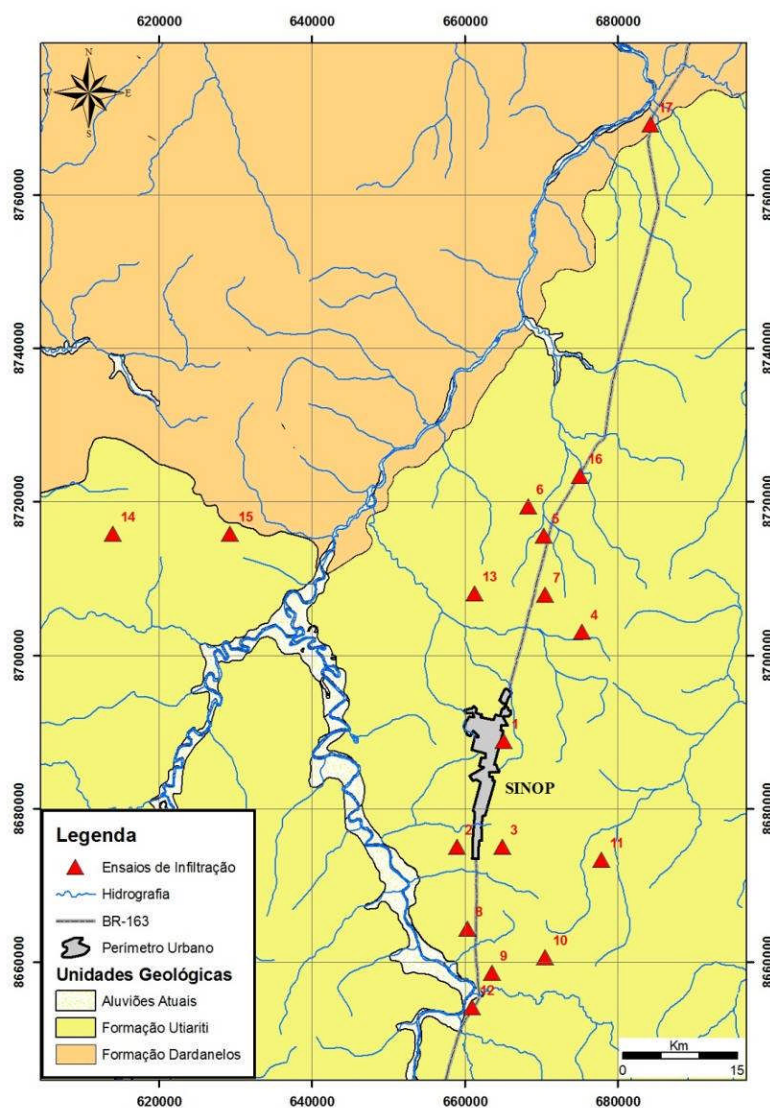 620000 640000 660000 680000
N
W E
S
17
8760000 8760000
8740000 8740000
16
6
8720000 8720000
5
14 15
13 7
4
8700000 8700000
1
SINOP
8680000 8680000
2 3
11
8
10
8660000 8660000
9
12
Legenda
Ensaios de Infiltração
Hidrografia
BR-163
Perímetro Urbano
Unidades Geológicas
Aluviões Atuais
Formação Utiariti
Formação Dardanelos
Km
0 15
620000 640000 660000 680000